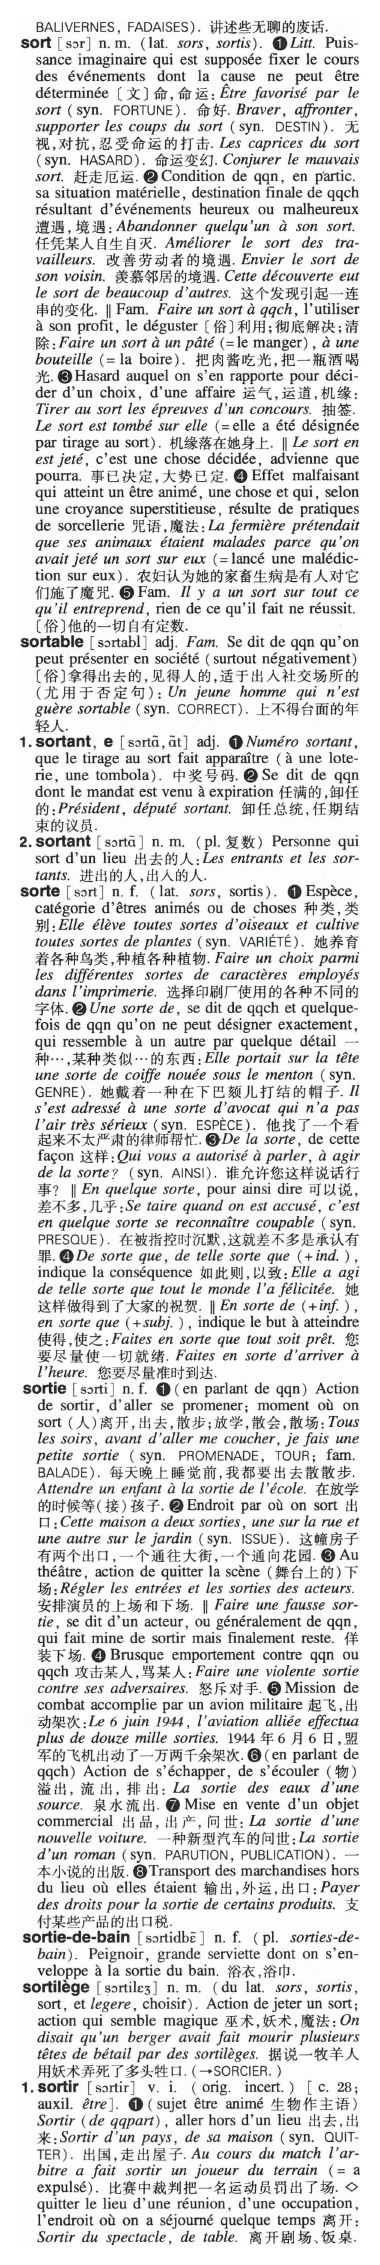 BALIVERNES, FADAISES). 讲述些无聊的废话.
sort [sɔr] n. m. (lat. sors, sortis). ❶ Litt. Puis-
sance imaginaire qui est supposée fixer le cours
des événements dont la cause ne peut être
déterminée [文]命,命运:Être favorisé par le
sort (syn. FORTUNE). 命好. Braver, affronter,
supporter les coups du sort (syn. DESTIN). 无
视,对抗,忍受命运的打击. Les caprices du sort
(syn. HASARD). 命运变幻. Conjurer le mauvais
sort. 赶走厄运. ❷ Condition de qqn, en partic.
sa situation matérielle, destination finale de qqch
résultant d'événements heureux ou malheureux
遭遇,境遇:Abandonner quelqu'un à son sort.
任凭某人自生自灭. Améliorer le sort des tra-
vailleurs. 改善劳动者的境遇. Envier le sort de
son voisin. 羡慕邻居的境遇. Cette découverte eut
le sort de beaucoup d'autres. 这个发现引起一连
串的变化. ‖ Fam. Faire un sort à qqch, l'utiliser
à son profit, le déguster [俗]利用;彻底解决;清
除:Faire un sort à un pâté (= le manger), à une
bouteille (= la boire). 把肉酱吃光,把一瓶酒喝
光. ❸ Hasard auquel on s'en rapporte pour déci-
der d'un choix, d'une affaire 运气,运道,机缘:
Tirer au sort les épreuves d'un concours. 抽签.
Le sort est tombé sur elle (= elle a été désignée
par tirage au sort). 机缘落在她身上. ‖ Le sort en
est jeté, c'est une chose décidée, advienne que
pourra. 事已决定,大势已定. ❹ Effet malfaisant
qui atteint un être animé, une chose et qui, selon
une croyance superstitieuse, résulte de pratiques
de sorcellerie 咒语,魔法:La fermière prétendait
que ses animaux étaient malades parce qu'on
avait jeté un sort sur eux (= lancé une malédic-
tion sur eux). 农妇认为她的家畜生病是有人对它
们施了魔咒. ❺ Fam. Il y a un sort sur tout ce
qu'il entreprend, rien de ce qu'il fait ne réussit.
[俗]他的一切自有定数.
sortable [sɔrtabl] adj. Fam. Se dit de qqn qu'on
peut présenter en société (surtout négativement)
[俗]拿得出去的,见得人的,适于出入社交场所的
(尤用于否定句): Un jeune homme qui n'est
guère sortable (syn. CORRECT). 上不得台面的年
轻人.
1. sortant, e [sɔrtɑ̃, ɑ̃t] adj. ❶ Numéro sortant,
que le tirage au sort fait apparaître (à une lote-
rie, une tombola). 中奖号码. ❷ Se dit de qqn
dont le mandat est venu à expiration 任满的,卸任
的:Président, député sortant. 卸任总统,任期结
束的议员.
2. sortant [sɔrtɑ̃] n. m. (pl. 复数) Personne qui
sort d'un lieu 出去的人:Les entrants et les sor-
tants. 进出的人,出入的人.
sorte [sɔrt] n. f. (lat. sors, sortis). ❶ Espèce,
catégorie d'êtres animés ou de choses 种类,类
别:Elle élève toutes sortes d'oiseaux et cultive
toutes sortes de plantes (syn. VARIÉTÉ). 她养育
着各种鸟类,种植各种植物. Faire un choix parmi
les différentes sortes de caractères employés
dans l'imprimerie. 选择印刷厂使用的各种不同的
字体. ❷ Une sorte de, se dit de qqch et quelque-
fois de qqn qu'on ne peut désigner exactement,
qui ressemble à un autre par quelque détail 一
种…,某种类似…的东西:Elle portait sur la tête
une sorte de coiffe nouée sous le menton (syn.
GENRE). 她戴着一种在下巴颏儿打结的帽子. Il
s'est adressé à une sorte d'avocat qui n'a pas
l'air très sérieux (syn. ESPÈCE). 他找了一个看
起来不太严肃的律师帮忙. ❸ De la sorte, de cette
façon 这样:Qui vous a autorisé à parler, à agir
de la sorte? (syn. AINSI). 谁允许您这样说话行
事? ‖ En quelque sorte, pour ainsi dire 可以说,
差不多,几乎:Se taire quand on est accusé, c'est
en quelque sorte se reconnaître coupable (syn.
PRESQUE). 在被指控时沉默,这就差不多是承认有
罪. ❹ De sorte que, de telle sorte que (+ ind.),
indique la conséquence 如此则,以致:Elle a agi
de telle sorte que tout le monde l'a félicitée. 她
这样做得到了大家的祝贺. ‖ En sorte de (+ inf.),
en sorte que (+ subj.), indique le but à atteindre
使得,使之:Faites en sorte que tout soit prêt. 您
要尽量使一切就绪. Faites en sorte d'arriver à
l'heure. 您要尽量准时到达.
sortie [sɔrti] n. f. ❶ (en parlant de qqn) Action
de sortir, d'aller se promener; moment où on
sort (人)离开,出去,散步;放学,散会,散场:Tous
les soirs, avant d'aller me coucher, je fais une
petite sortie (syn. PROMENADE, TOUR; fam.
BALADE). 每天晚上睡觉前,我都要出去散散步.
Attendre un enfant à la sortie de l'école. 在放学
的时候等(接)孩子. ❷ Endroit par où on sort 出
口:Cette maison a deux sorties, une sur la rue et
une autre sur le jardin (syn. ISSUE). 这幢房子
有两个出口,一个通往大街,一个通向花园. ❸ Au
théâtre, action de quitter la scène (舞台上的)下
场:Régler les entrées et les sorties des acteurs.
安排演员的上场和下场. ‖ Faire une fausse sor-
tie, se dit d'un acteur, ou généralement de qqn,
qui fait mine de sortir mais finalement reste. 佯
装下场. ❹ Brusque emportement contre qqn ou
qqch 攻击某人,骂某人:Faire une violente sortie
contre ses adversaires. 怒斥对手. ❺ Mission de
combat accomplie par un avion militaire 起飞,出
动架次:Le 6 juin 1944, l'aviation alliée effectua
plus de douze mille sorties. 1944 年 6 月 6 日,盟
军的飞机出动了一万两千余架次. ❻ (en parlant de
qqch) Action de s'échapper, de s'écouler (物)
溢出, 流出, 排出: La sortie des eaux d'une
source. 泉水流出. ❼ Mise en vente d'un objet
commercial 出品, 出产, 问世: La sortie d'une
nouvelle voiture. 一种新型汽车的问世:La sortie
d'un roman (syn. PARUTION, PUBLICATION). 一
本小说的出版. ❽ Transport des marchandises hors
du lieu où elles étaient 输出,外运,出口:Payer
des droits pour la sortie de certains produits. 支
付某些产品的出口税.
sortie-de-bain [sɔrtidbɛ̃] n. f. (pl. sorties-de-
bain). Peignoir, grande serviette dont on s'en-
veloppe à la sortie du bain. 浴衣,浴巾.
sortilège [sɔrtilɛʒ] n. m. (du lat. sors, sortis,
sort, et legere, choisir). Action de jeter un sort;
action qui semble magique 巫术,妖术,魔法:On
disait qu'un berger avait fait mourir plusieurs
têtes de bétail par des sortilèges. 据说一牧羊人
用妖术弄死了多头牲口. (→SORCIER.)
1. sortir [sɔrtir] v. i. (orig. incert.) [c. 28;
auxil. être]. ❶ (sujet être animé 生物作主语)
Sortir (de qqpart), aller hors d'un lieu 出去,出
来:Sortir d'un pays, de sa maison (syn. QUIT-
TER). 出国,走出屋子. Au cours du match l'ar-
bitre a fait sortir un joueur du terrain (= a
expulsé). 比赛中裁判把一名运动员罚出了场. ◇
quitter le lieu d'une réunion, d'une occupation,
l'endroit où on a séjourné quelque temps 离开:
Sortir du spectacle, de table. 离开剧场、饭桌.